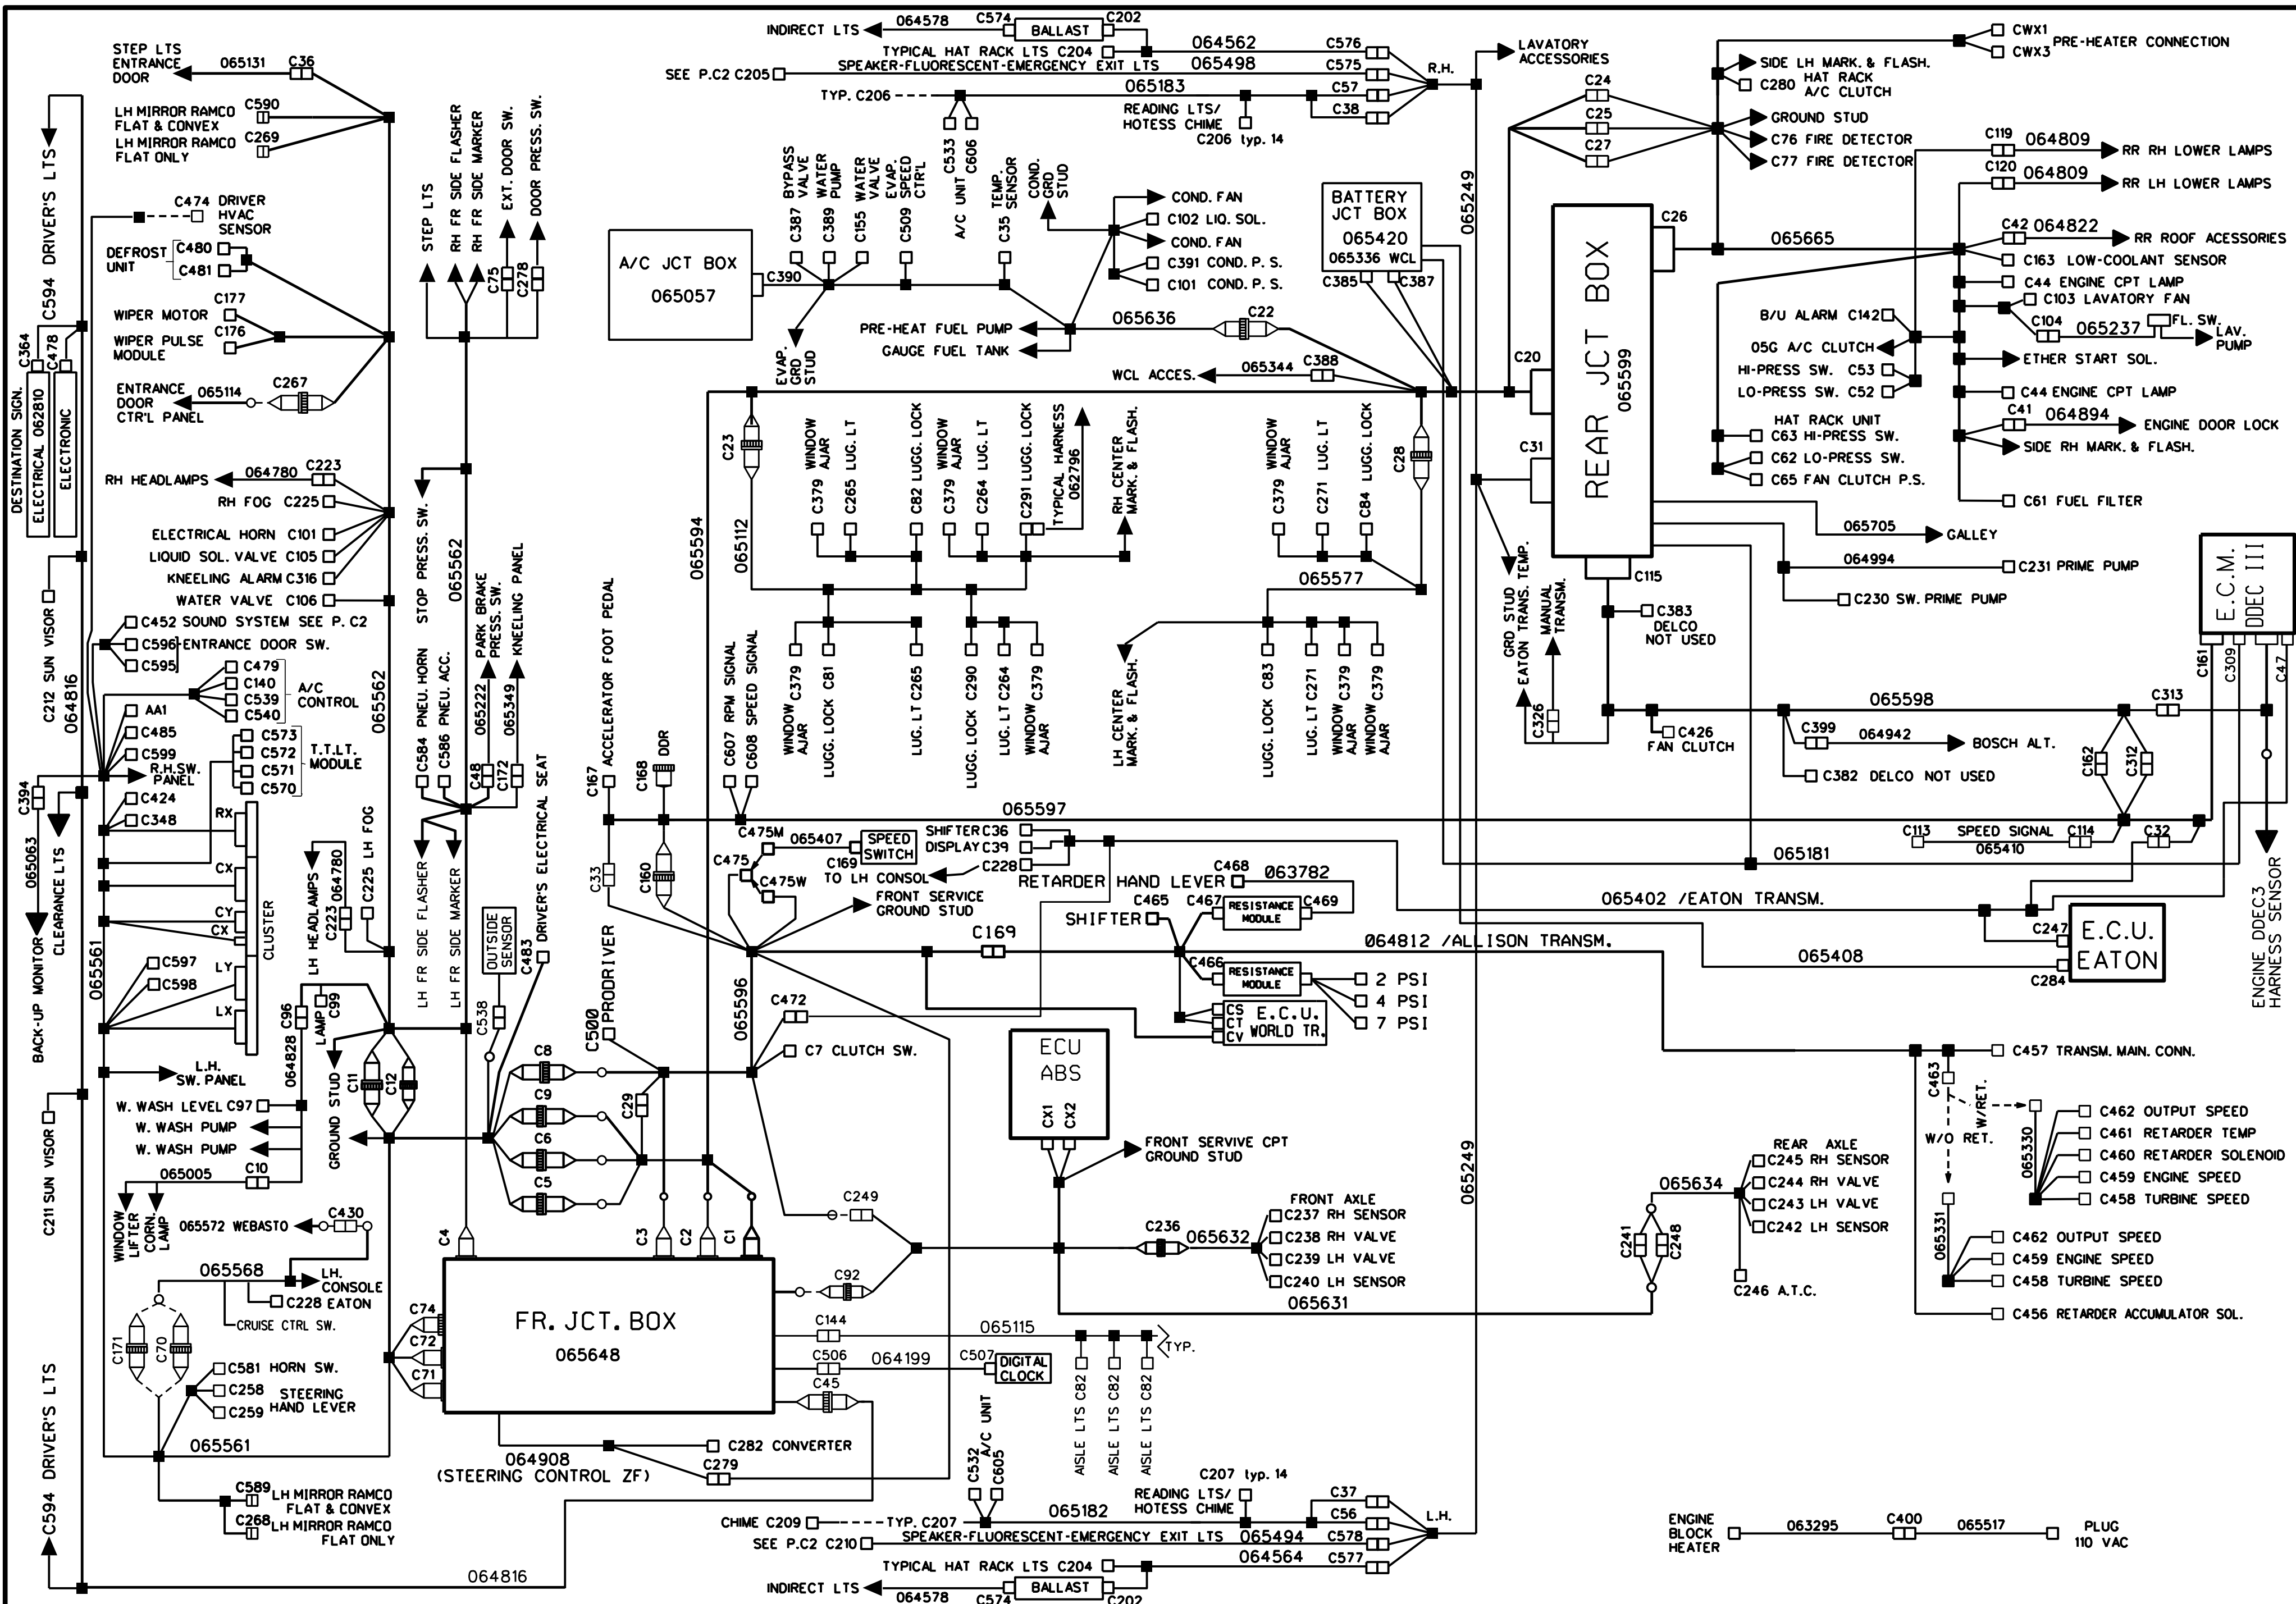 STEP LTS
ENTRANCE
DOOR
065131
C36
LH MIRROR RAMCO
FLAT & CONVEX
C590
LH MIRROR RAMCO
FLAT ONLY
C269
C594 DRIVER'S LTS
C474 DRIVER
HVAC
SENSOR
DEFROST
UNIT
C480
C481
C177
WIPER MOTOR
C176
WIPER PULSE
MODULE
ENTRANCE
DOOR
CTR'L PANEL
065114
C267
C364
C478
DESTINATION SIGN.
ELECTRICAL 062810
ELECTRONIC
RH HEADLAMPS
064780
C223
RH FOG C225
ELECTRICAL HORN C101
LIQUID SOL. VALVE C105
KNEELING ALARM C316
WATER VALVE C106
C212 SUN VISOR
064816
C452 SOUND SYSTEM SEE P. C2
C596
C595
ENTRANCE DOOR SW.
C479
C140
C539
C540
A/C
CONTROL
AA1
C485
C599
R.H.SW.
PANEL
C424
C348
C573
C572
C571
C570
T.T.LT.
MODULE
065562
C394
065063
BACK-UP MONITOR
CLEARANCE LTS
065561
RX
CX
CY
CX
LY
LX
CLUSTER
C597
C598
LH HEADLAMPS
064780
C223
C225 LH FOG
C96
LAMP
C99
064828
GROUND STUD
C11
C12
L.H.
SW. PANEL
W. WASH LEVEL C97
W. WASH PUMP
W. WASH PUMP
065005
C10
C211 SUN VISOR
WINDOW
LIFTER
CORN.
LAMP
065572 WEBASTO
C430
065568
LH.
CONSOLE
C228 EATON
CRUISE CTRL SW.
C171
C70
C581 HORN SW.
C258
C259
STEERING
HAND LEVER
065561
C594 DRIVER'S LTS
C589
LH MIRROR RAMCO
FLAT & CONVEX
C268
LH MIRROR RAMCO
FLAT ONLY
064816
STEP LTS
RH FR SIDE FLASHER
RH FR SIDE MARKER
C75
EXT. DOOR SW.
C278
DOOR PRESS. SW.
STOP PRESS. SW.
065562
C584 PNEU. HORN
C586 PNEU. ACC.
PARK BRAKE
PRESS. SW.
065222
C48
KNEELING PANEL
065349
C172
LH FR SIDE FLASHER
LH FR SIDE MARKER
OUTSIDE
SENSOR
C538
C483 DRIVER'S ELECTRICAL SEAT
C8
C9
C6
C5
C29
C500 PRODRIVER
C4
C3
C2
C1
C74
C72
C71
FR. JCT. BOX
065648
C249
C92
C144
065115
TYP.
C506
064199
C507
DIGITAL
CLOCK
C45
AISLE LTS C82
AISLE LTS C82
AISLE LTS C82
064908
(STEERING CONTROL ZF)
C282 CONVERTER
C279
INDIRECT LTS
064578
C574
BALLAST
C202
TYPICAL HAT RACK LTS C204
064562
C576
SEE P.C2 C205
SPEAKER-FLUORESCENT-EMERGENCY EXIT LTS
065498
C575
R.H.
TYP. C206
065183
C57
C38
READING LTS/
HOTESS CHIME
C206 typ. 14
C533
A/C UNIT
C606
LAVATORY
ACCESSORIES
065249
A/C JCT BOX
065057
C390
C387 BYPASS
VALVE
C389 WATER
PUMP
C155 WATER
VALVE
C509 EVAP.
SPEED
CTR'L
C35 TEMP.
SENSOR
COND.
GRD
STUD
COND. FAN
C102 LIQ. SOL.
COND. FAN
C391 COND. P. S.
C101 COND. P. S.
EVAP.
GRD
STUD
PRE-HEAT FUEL PUMP
GAUGE FUEL TANK
065636
C22
WCL ACCES.
065344
C388
BATTERY
JCT BOX
065420
065336 WCL
C385
C387
C24
C25
C27
C20
C31
C26
C115
REAR JCT BOX
065599
065594
C23
065112
C379 WINDOW
AJAR
C265 LUG. LT
C82 LUGG. LOCK
C379 WINDOW
AJAR
C264 LUG. LT
C291 LUGG. LOCK
TYPICAL HARNESS
062796
RH CENTER
MARK. & FLASH.
C379 WINDOW
AJAR
C271 LUG. LT
C84 LUGG. LOCK
C28
065577
WINDOW C379
AJAR
LUGG. LOCK C81
LUG. LT C265
LUGG. LOCK C290
LUG. LT C264
WINDOW C379
AJAR
LH CENTER
MARK. & FLASH.
LUGG. LOCK C83
LUG. LT C271
WINDOW C379
AJAR
WINDOW C379
AJAR
C167 ACCELERATOR FOOT PEDAL
C168 DDR
C607 RPM SIGNAL
C608 SPEED SIGNAL
C33
C160
065597
C475M
065407
SPEED
SWITCH
C475
C475W
SHIFTER C36
DISPLAY C39
C169
TO LH CONSOL
C228
FRONT SERVICE
GROUND STUD
RETARDER HAND LEVER
C468
063782
C465
SHIFTER
C467
RESISTANCE
MODULE
C469
C169
064812 /ALLISON TRANSM.
C466
RESISTANCE
MODULE
2 PSI
4 PSI
7 PSI
CS
CT
CV
E.C.U.
WORLD TR.
065596
C472
C7 CLUTCH SW.
ECU
ABS
CX1
CX2
FRONT SERVIVE CPT
GROUND STUD
C236
065632
FRONT AXLE
C237 RH SENSOR
C238 RH VALVE
C239 LH VALVE
C240 LH SENSOR
065631
065249
C241
C248
065634
REAR AXLE
C245 RH SENSOR
C244 RH VALVE
C243 LH VALVE
C242 LH SENSOR
C246 A.T.C.
CWX1
CWX3
PRE-HEATER CONNECTION
SIDE LH MARK. & FLASH.
C280 HAT RACK
A/C CLUTCH
GROUND STUD
C76 FIRE DETECTOR
C77 FIRE DETECTOR
C119
064809
RR RH LOWER LAMPS
C120
064809
RR LH LOWER LAMPS
065665
C42 064822
RR ROOF ACESSORIES
C163 LOW-COOLANT SENSOR
C44 ENGINE CPT LAMP
C103 LAVATORY FAN
C104
065237
FL. SW.
LAV.
PUMP
ETHER START SOL.
C44 ENGINE CPT LAMP
C41
064894
ENGINE DOOR LOCK
SIDE RH MARK. & FLASH.
C61 FUEL FILTER
B/U ALARM C142
05G A/C CLUTCH
HI-PRESS SW. C53
LO-PRESS SW. C52
HAT RACK UNIT
C63 HI-PRESS SW.
C62 LO-PRESS SW.
C65 FAN CLUTCH P.S.
065705
GALLEY
064994
C231 PRIME PUMP
C230 SW. PRIME PUMP
GRD STUD
EATON TRANS. TEMP.
MANUAL
TRANSM.
C326
C383
DELCO
NOT USED
065598
C426
FAN CLUTCH
C399
064942
BOSCH ALT.
C382 DELCO NOT USED
C162
C312
C313
E.C.M.
DDEC III
C161
C309
C47
C113
SPEED SIGNAL
065410
C114
C32
065181
065402 /EATON TRANSM.
065408
C247
C284
E.C.U.
EATON
ENGINE DDEC3
HARNESS SENSOR
C457 TRANSM. MAIN. CONN.
C463
W/RET.
W/O RET.
065330
C462 OUTPUT SPEED
C461 RETARDER TEMP
C460 RETARDER SOLENOID
C459 ENGINE SPEED
C458 TURBINE SPEED
065331
C462 OUTPUT SPEED
C459 ENGINE SPEED
C458 TURBINE SPEED
C456 RETARDER ACCUMULATOR SOL.
C532
A/C UNIT
C605
READING LTS/
HOTESS CHIME
C207 typ. 14
C37
C56
L.H.
CHIME C209
TYP. C207
065182
SEE P.C2 C210
SPEAKER-FLUORESCENT-EMERGENCY EXIT LTS
065494
C578
TYPICAL HAT RACK LTS C204
064564
C577
INDIRECT LTS
064578
C574
BALLAST
C202
ENGINE
BLOCK
HEATER
063295
C400
065517
PLUG
110 VAC